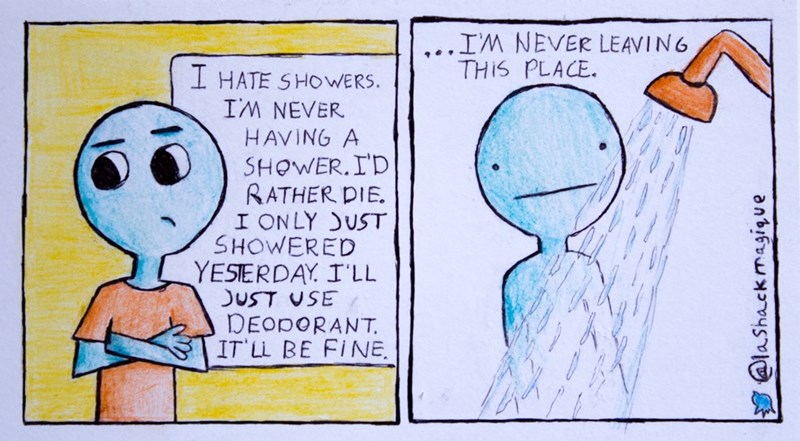 I HATE SHOWERS.
I'M NEVER
HAVING A
SHOWER. I'D
RATHER DIE.
I ONLY JUST
SHOWERED
YESTERDAY. I'LL
JUST USE
DEODORANT.
IT'LL BE FINE.
...I'M NEVER LEAVING
THIS PLACE.
@lashackmagique